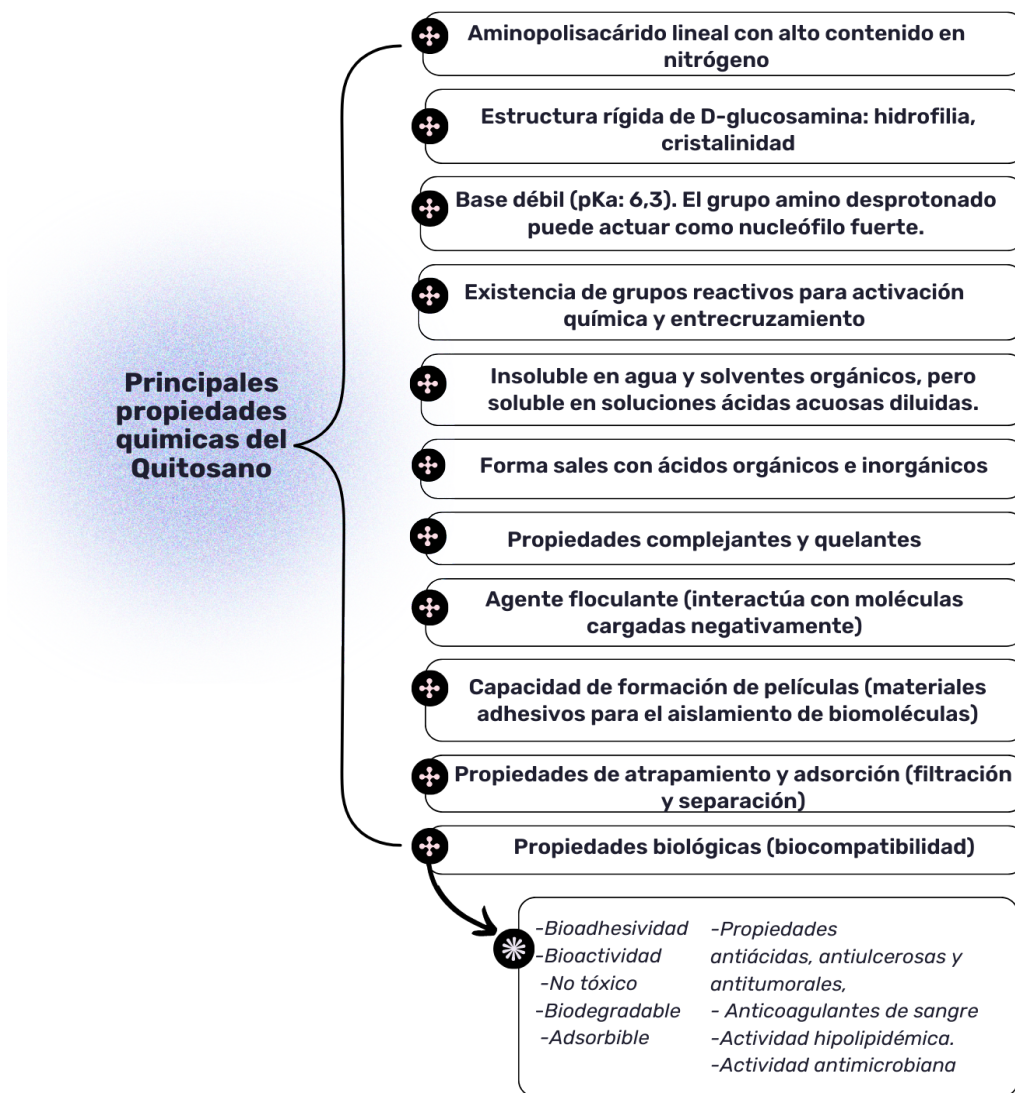 Principales
propiedades
quimicas del
Quitosano
Aminopolisacárido lineal con alto contenido en
nitrógeno
Estructura rígida de D-glucosamina: hidrofilia,
cristalinidad
Base débil (pKa: 6,3). El grupo amino desprotonado
puede actuar como nucleófilo fuerte.
Existencia de grupos reactivos para activación
química y entrecruzamiento
Insoluble en agua y solventes orgánicos, pero
soluble en soluciones ácidas acuosas diluidas.
Forma sales con ácidos orgánicos e inorgánicos
Propiedades complejantes y quelantes
Agente floculante (interactúa con moléculas
cargadas negativamente)
Capacidad de formación de películas (materiales
adhesivos para el aislamiento de biomoléculas)
Propiedades de atrapamiento y adsorción (filtración
y separación)
Propiedades biológicas (biocompatibilidad)
-Bioadhesividad
-Bioactividad
-No tóxico
-Biodegradable
-Adsorbible
-Propiedades
antiácidas, antiulcerosas y
antitumorales,
- Anticoagulantes de sangre
-Actividad hipolipidémica.
-Actividad antimicrobiana